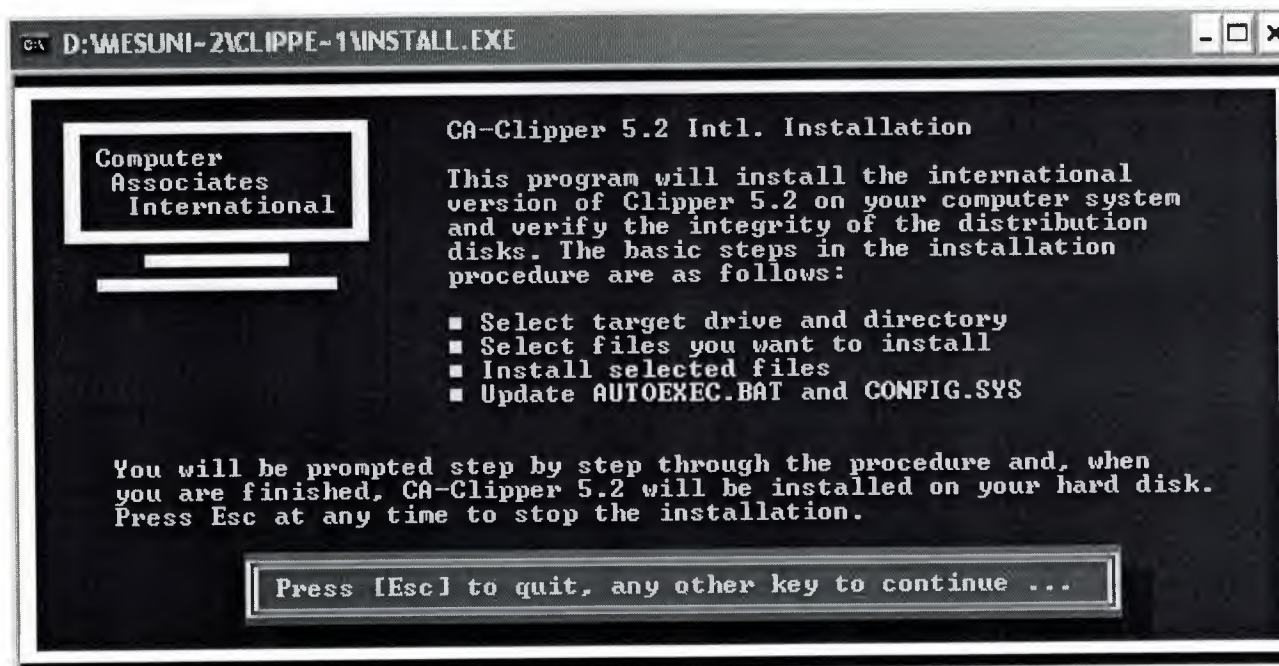 D:\MESUNI~2\CLIPPE~1\INSTALL.EXE
Computer
Associates
International
CA-Clipper 5.2 Intl. Installation
This program will install the international
version of Clipper 5.2 on your computer system
and verify the integrity of the distribution
disks. The basic steps in the installation
procedure are as follows:
■ Select target drive and directory
■ Select files you want to install
■ Install selected files
■ Update AUTOEXEC.BAT and CONFIG.SYS
You will be prompted step by step through the procedure and, when
you are finished, CA-Clipper 5.2 will be installed on your hard disk.
Press Esc at any time to stop the installation.
Press [Esc] to quit, any other key to continue ...